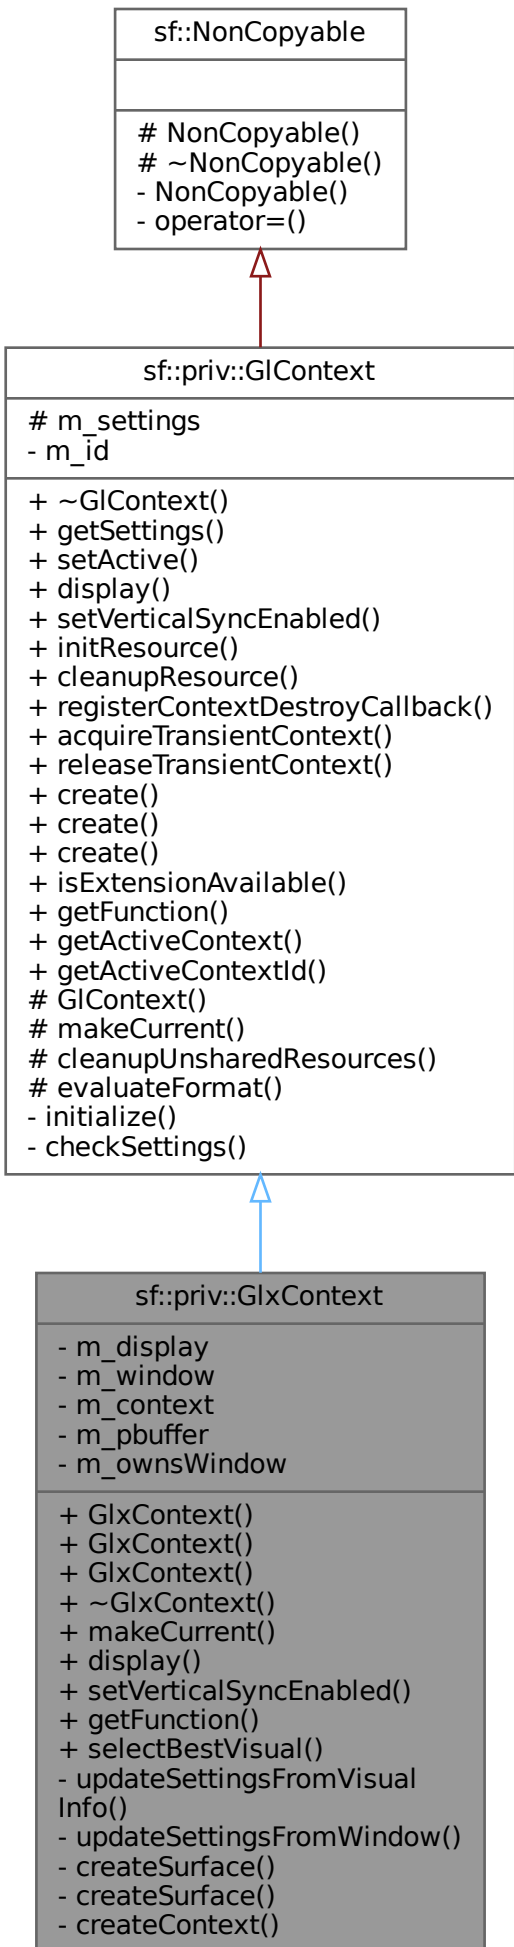 sf::NonCopyable
# NonCopyable()
# ~NonCopyable()
- NonCopyable()
- operator=()
sf::priv::GlContext
# m_settings
- m_id
+ ~GlContext()
+ getSettings()
+ setActive()
+ display()
+ setVerticalSyncEnabled()
+ initResource()
+ cleanupResource()
+ registerContextDestroyCallback()
+ acquireTransientContext()
+ releaseTransientContext()
+ create()
+ create()
+ create()
+ isExtensionAvailable()
+ getFunction()
+ getActiveContext()
+ getActiveContextId()
# GlContext()
# makeCurrent()
# cleanupUnsharedResources()
# evaluateFormat()
- initialize()
- checkSettings()
sf::priv::GlxContext
- m_display
- m_window
- m_context
- m_pbuffer
- m_ownsWindow
+ GlxContext()
+ GlxContext()
+ GlxContext()
+ ~GlxContext()
+ makeCurrent()
+ display()
+ setVerticalSyncEnabled()
+ getFunction()
+ selectBestVisual()
- updateSettingsFromVisual
Info()
- updateSettingsFromWindow()
- createSurface()
- createSurface()
- createContext()